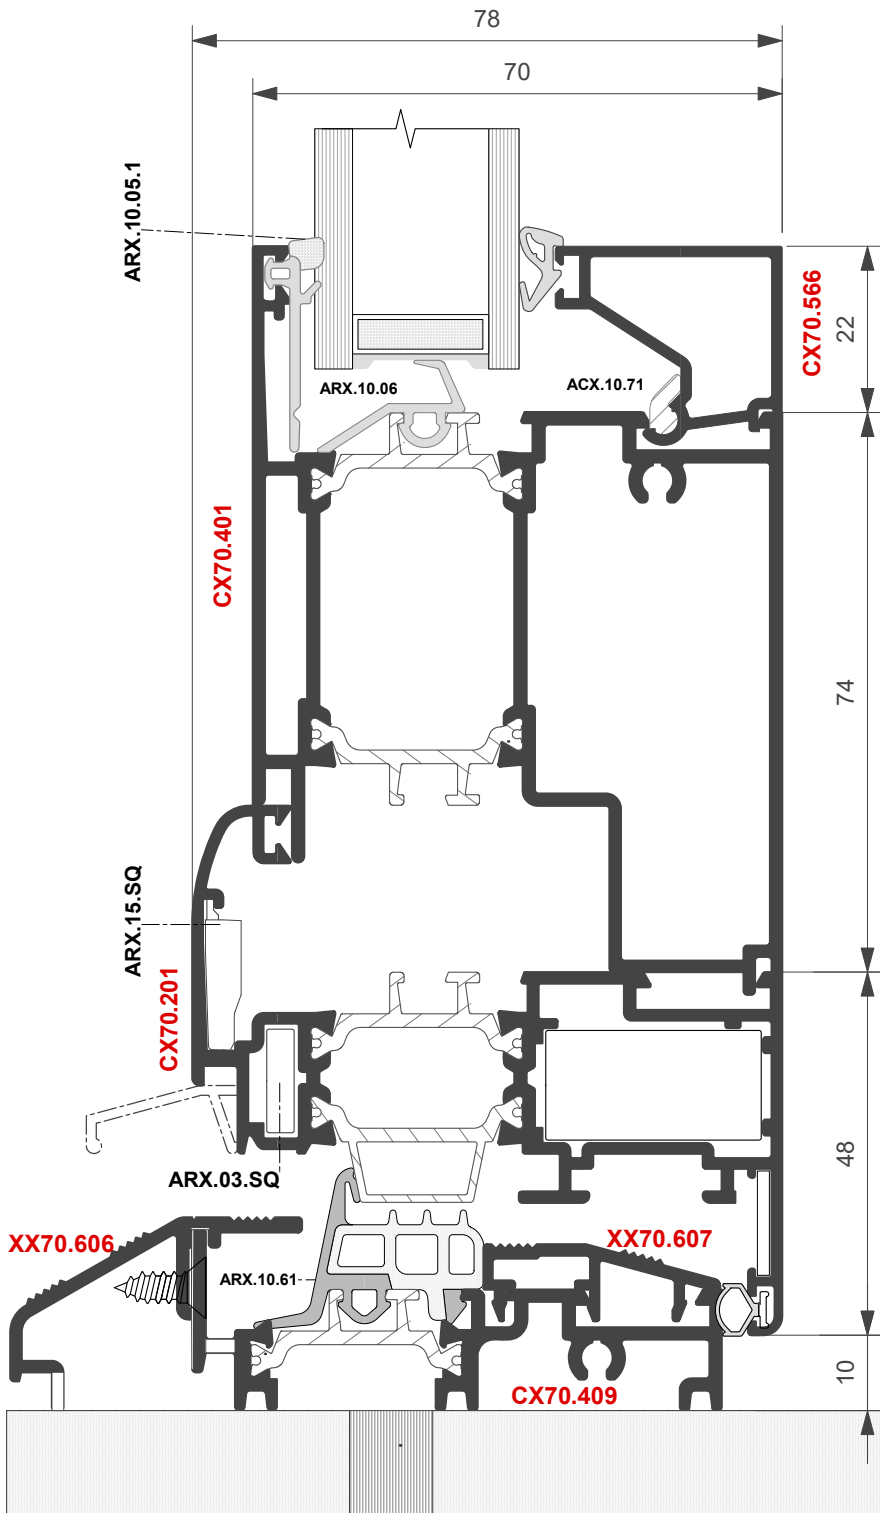 78
70
ARX.10.05.1
CX70.566
22
ARX.10.06
ACX.10.71
CX70.401
74
ARX.15.SQ
CX70.201
48
ARX.03.SQ
XX70.606
XX70.607
ARX.10.61
10
CX70.409